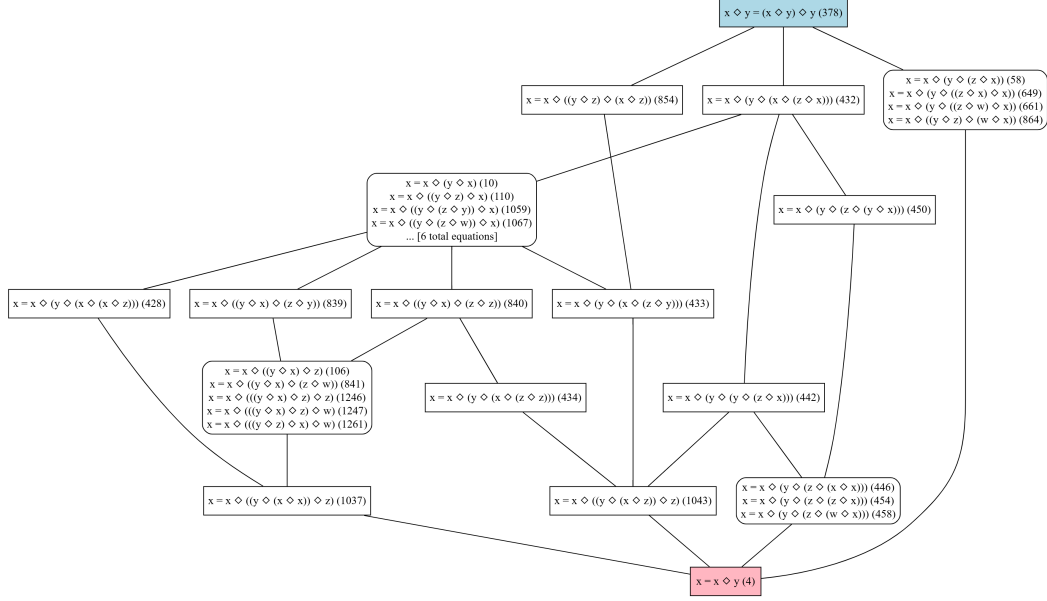 x ◇ y = (x ◇ y) ◇ y (378)
x = x ◇ ((y ◇ z) ◇ (x ◇ z)) (854)
x = x ◇ (y ◇ (x ◇ (z ◇ x))) (432)
x = x ◇ (y ◇ (z ◇ x)) (58)
x = x ◇ (y ◇ ((z ◇ x) ◇ x)) (649)
x = x ◇ (y ◇ ((z ◇ w) ◇ x)) (661)
x = x ◇ ((y ◇ z) ◇ (w ◇ x)) (864)
x = x ◇ (y ◇ x) (10)
x = x ◇ ((y ◇ z) ◇ x) (110)
x = x ◇ ((y ◇ (z ◇ y)) ◇ x) (1059)
x = x ◇ ((y ◇ (z ◇ w)) ◇ x) (1067)
... [6 total equations]
x = x ◇ (y ◇ (z ◇ (y ◇ x))) (450)
x = x ◇ (y ◇ (x ◇ (x ◇ z))) (428)
x = x ◇ ((y ◇ x) ◇ (z ◇ y)) (839)
x = x ◇ ((y ◇ x) ◇ (z ◇ z)) (840)
x = x ◇ (y ◇ (x ◇ (z ◇ y))) (433)
x = x ◇ ((y ◇ x) ◇ z) (106)
x = x ◇ ((y ◇ x) ◇ (z ◇ w)) (841)
x = x ◇ (((y ◇ x) ◇ z) ◇ z) (1246)
x = x ◇ (((y ◇ x) ◇ z) ◇ w) (1247)
x = x ◇ (((y ◇ z) ◇ x) ◇ w) (1261)
x = x ◇ (y ◇ (x ◇ (z ◇ z))) (434)
x = x ◇ (y ◇ (y ◇ (z ◇ x))) (442)
x = x ◇ ((y ◇ (x ◇ x)) ◇ z) (1037)
x = x ◇ ((y ◇ (x ◇ z)) ◇ z) (1043)
x = x ◇ (y ◇ (z ◇ (x ◇ x))) (446)
x = x ◇ (y ◇ (z ◇ (z ◇ x))) (454)
x = x ◇ (y ◇ (z ◇ (w ◇ x))) (458)
x = x ◇ y (4)